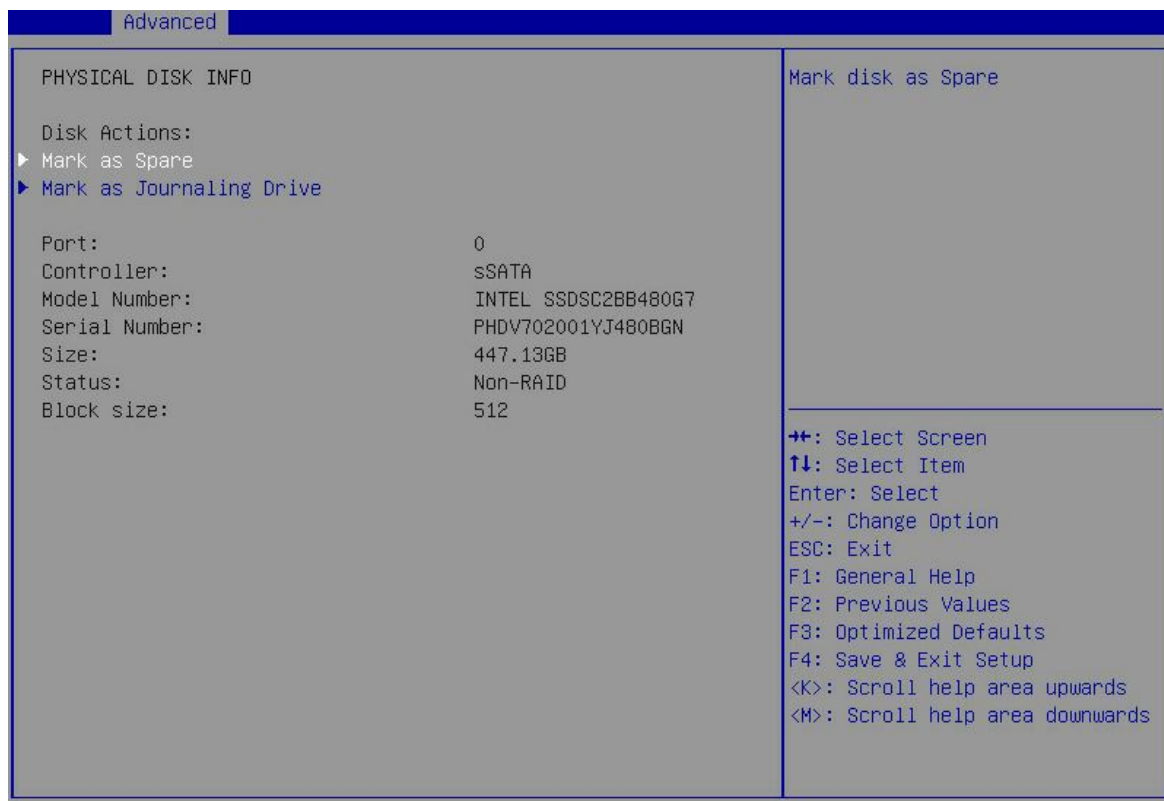 Advanced
PHYSICAL DISK INFO
Disk Actions:
Mark as Spare
Mark as Journaling Drive
Port: 0
Controller: sSATA
Model Number: INTEL SSDSC2BB480G7
Serial Number: PHDV702001YJ480BGN
Size: 447.13GB
Status: Non-RAID
Block size: 512
Mark disk as Spare
→←: Select Screen
↑↓: Select Item
Enter: Select
+/-: Change Option
ESC: Exit
F1: General Help
F2: Previous Values
F3: Optimized Defaults
F4: Save & Exit Setup
<K>: Scroll help area upwards
<M>: Scroll help area downwards